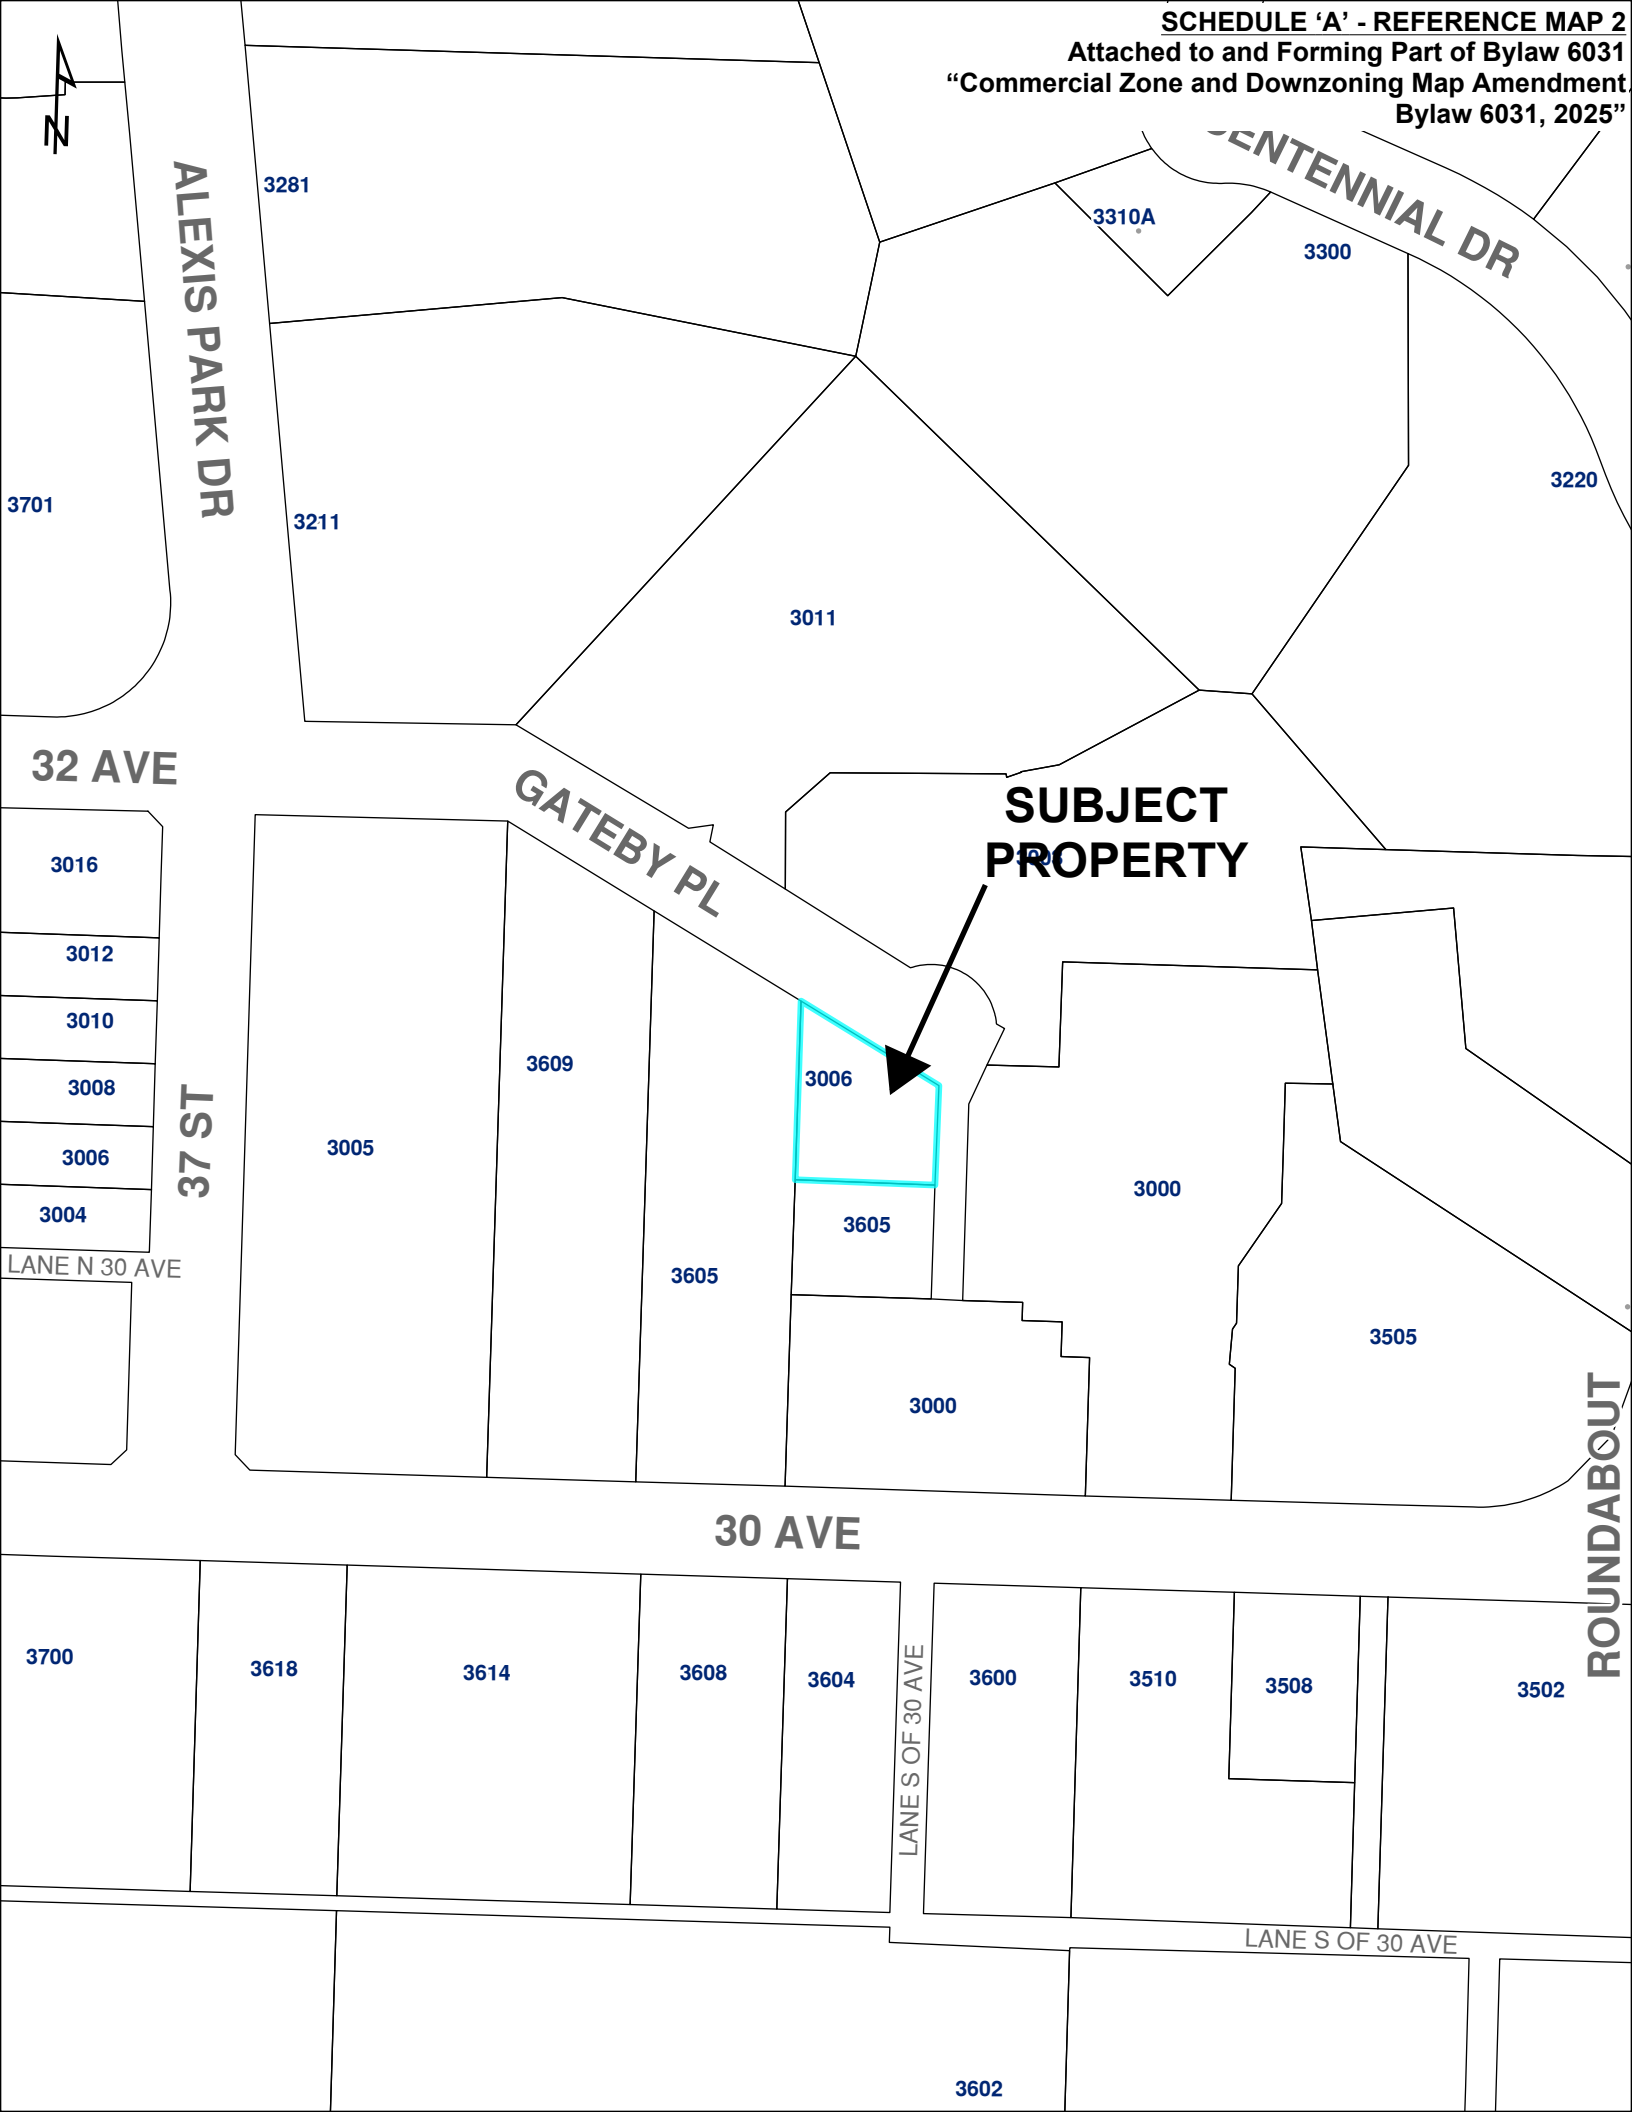 SCHEDULE ‘A’ - REFERENCE MAP 2
Attached to and Forming Part of Bylaw 6031
“Commercial Zone and Downzoning Map Amendment
Bylaw 6031, 2025”
N
CENTENNIAL DR
ALEXIS PARK DR
3281
3310A
3300
3220
3701
3211
3011
32 AVE
GATEBY PL
SUBJECT
PROPERTY
3016
3012
3010
3008
3006
3004
LANE N 30 AVE
37 ST
3005
3609
3605
3006
3605
3000
3000
3505
ROUNDABOUT
30 AVE
3700
3618
3614
3608
3604
LANE S OF 30 AVE
3600
3510
3508
3502
LANE S OF 30 AVE
3602